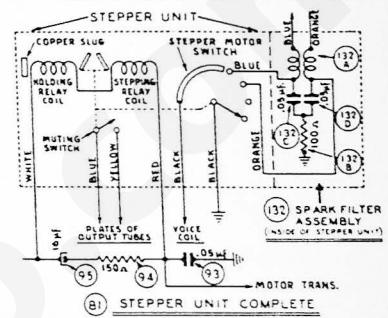 STEPPER UNIT
COPPER SLUG
STEPPER MOTOR
SWITCH
BLUE
ORANGE
132
A
BLUE
HOLDING
RELAY
COIL
STEPPING
RELAY
COIL
.05µF
.05µF
132
C
132
D
100Ω
132
B
MUTING
SWITCH
WHITE
BLUE
YELLOW
RED
BLACK
BLACK
ORANGE
132 SPARK FILTER
ASSEMBLY
(INSIDE OF STEPPER UNIT)
PLATES OF
OUTPUT TUBES
VOICE
COIL
16µF
95
150Ω
94
.05µF
93
MOTOR TRANS.
81 STEPPER UNIT COMPLETE